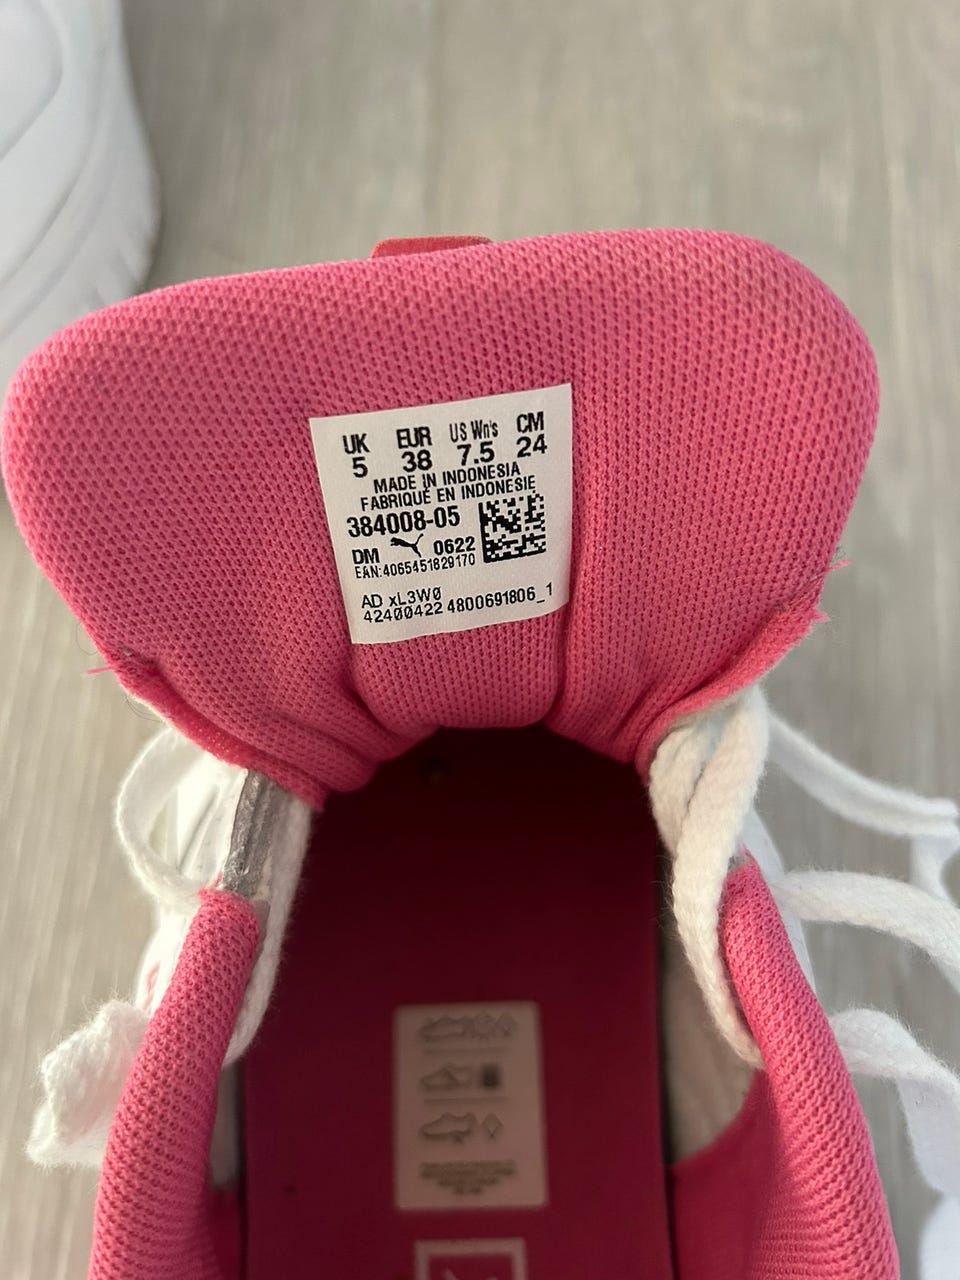 UK EUR US Wn's CM
5 38 7.5 24
MADE IN INDONESIA
FABRIQUÉ EN INDONESIE
384008-05
DM 0622
EAN:4065451829170
AD xL3W0
42400422 4800691806_1